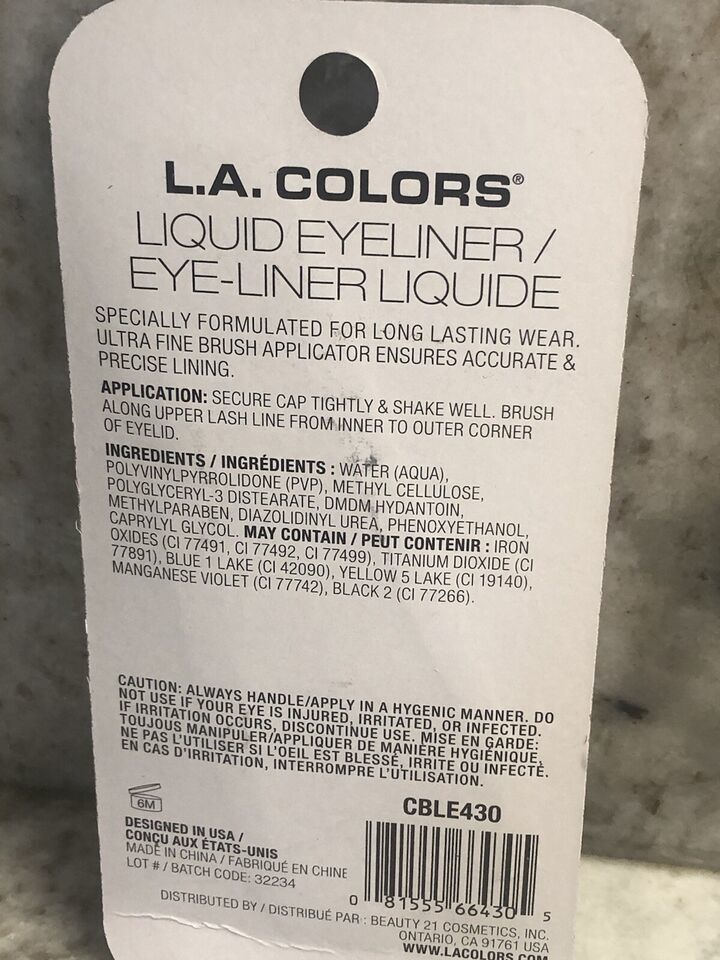 L.A. COLORS®
LIQUID EYELINER /
EYE-LINER LIQUIDE
SPECIALLY FORMULATED FOR LONG LASTING WEAR.
ULTRA FINE BRUSH APPLICATOR ENSURES ACCURATE &
PRECISE LINING.
APPLICATION: SECURE CAP TIGHTLY & SHAKE WELL. BRUSH
ALONG UPPER LASH LINE FROM INNER TO OUTER CORNER
OF EYELID.
INGREDIENTS / INGRÉDIENTS : WATER (AQUA),
POLYVINYLPYRROLIDONE (PVP), METHYL CELLULOSE,
POLYGLYCERYL-3 DISTEARATE, DMDM HYDANTOIN,
METHYLPARABEN, DIAZOLIDINYL UREA, PHENOXYETHANOL,
CAPRYLYL GLYCOL. MAY CONTAIN / PEUT CONTENIR : IRON
OXIDES (CI 77491, CI 77492, CI 77499), TITANIUM DIOXIDE (CI
77891), BLUE 1 LAKE (CI 42090), YELLOW 5 LAKE (CI 19140),
MANGANESE VIOLET (CI 77742), BLACK 2 (CI 77266).
CAUTION: ALWAYS HANDLE/APPLY IN A HYGENIC MANNER. DO
NOT USE IF YOUR EYE IS INJURED, IRRITATED, OR INFECTED.
IF IRRITATION OCCURS, DISCONTINUE USE. MISE EN GARDE:
TOUJOUS MANIPULER/APPLIQUER DE MANIÈRE HYGIÉNIQUE.
NE PAS L'UTILISER SI L'OEIL EST BLESSÉ, IRRITE OU INFECTÉ.
EN CAS D'IRRITATION, INTERROMPRE L'UTILISATION.
6M
CBLE430
DESIGNED IN USA /
CONÇU AUX ÉTATS-UNIS
MADE IN CHINA / FABRIQUÉ EN CHINE
LOT # / BATCH CODE: 32234
0 81555 66430 5
DISTRIBUTED BY / DISTRIBUÉ PAR : BEAUTY 21 COSMETICS, INC.
ONTARIO, CA 91761 USA
WWW.LACOLORS.COM